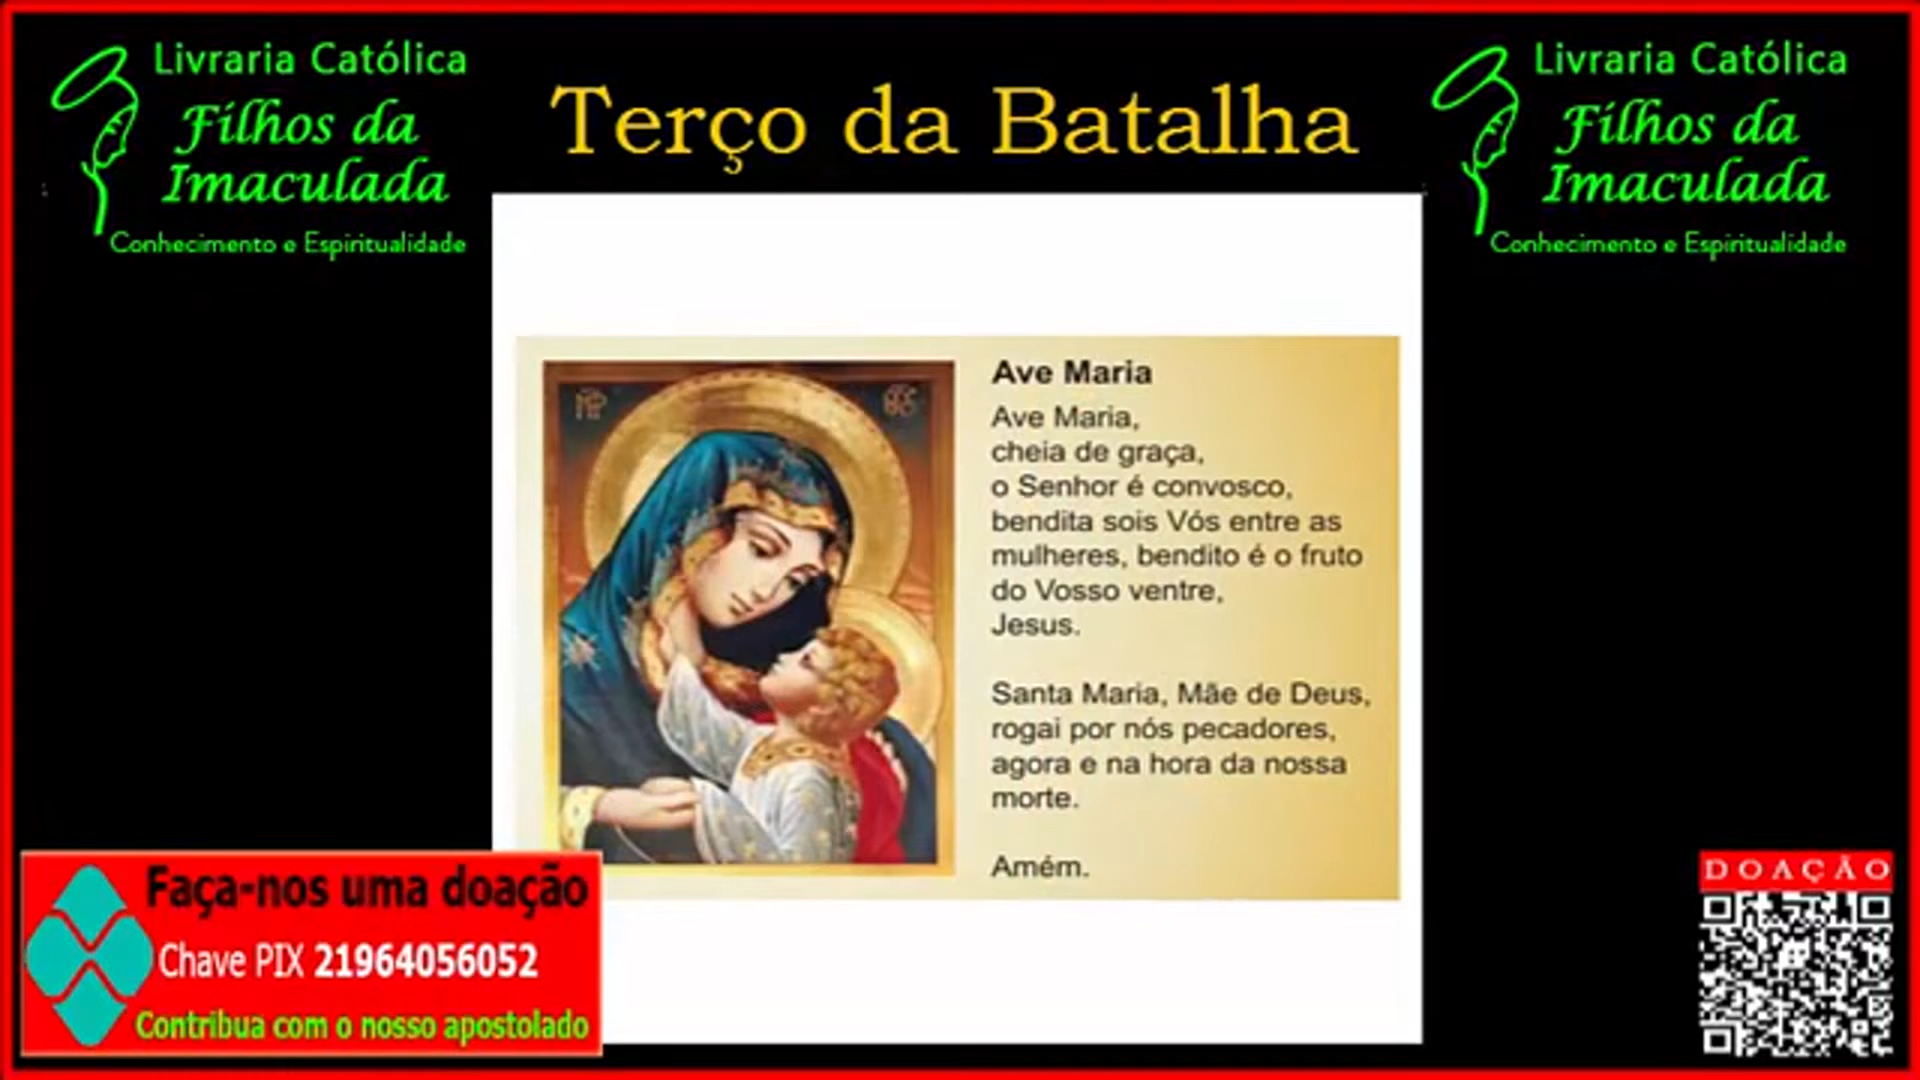 Livraria Católica
Filhos da
Imaculada
Conhecimento e Espiritualidade
Terço da Batalha
Livraria Católica
Filhos da
Imaculada
Conhecimento e Espiritualidade
Ave Maria
Ave Maria,
cheia de graça,
o Senhor é convosco,
bendita sois Vós entre as
mulheres, bendito é o fruto
do Vosso ventre,
Jesus.
Santa Maria, Mãe de Deus,
rogai por nós pecadores,
agora e na hora da nossa
morte.
Amém.
Faça-nos uma doação
Chave PIX 21964056052
Contribua com o nosso apostolado
DOAÇÃO